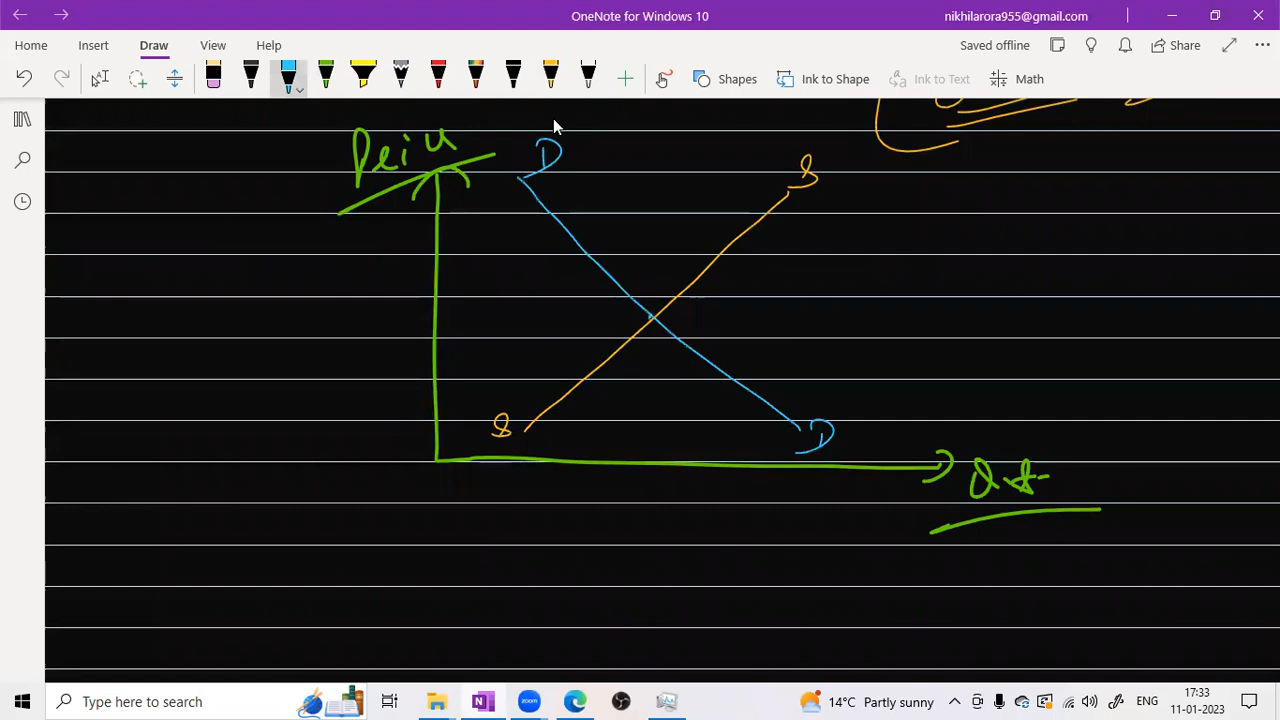 OneNote for Windows 10
nikhilarora955@gmail.com
Home Insert Draw View Help
Saved offline
Share
Shapes
Ink to Shape
Ink to Text
Math
Price
D
S
S
D
Type here to search
zoom
14°C Partly sunny
ENG
17:33
11-01-2023